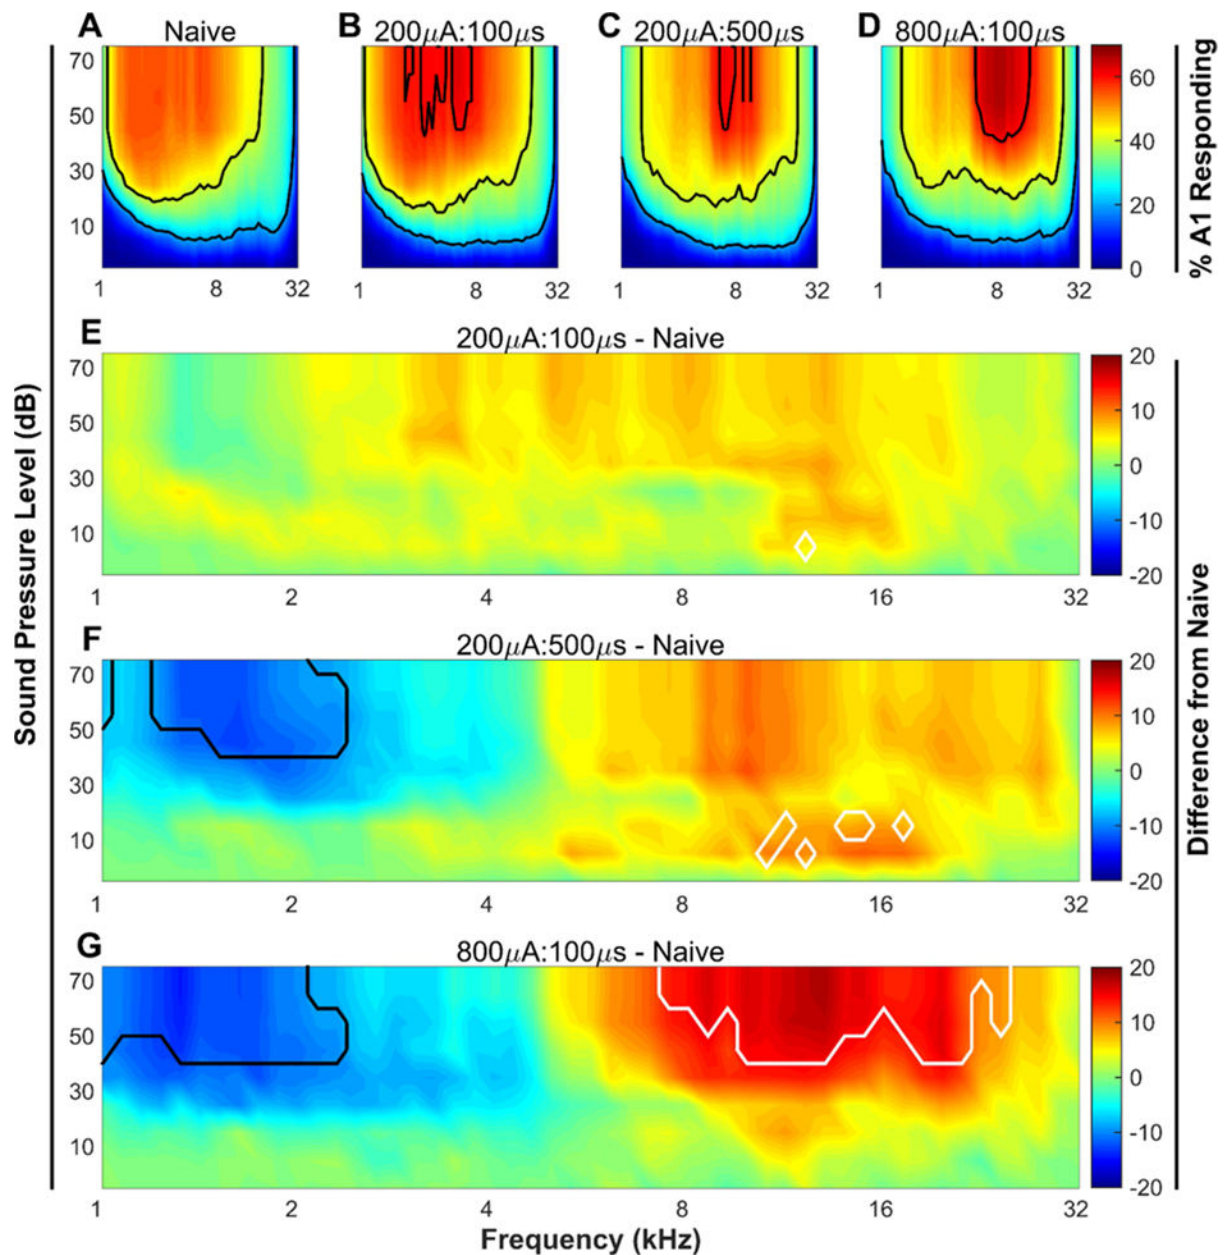 A B C D
Naive 200μA:100μs 200μA:500μs 800μA:100μs
70
50
30
10
1 8 32 1 8 32 1 8 32 1 8 32
60
40
20
0
% A1 Responding
Sound Pressure Level (dB)
E
200μA:100μs - Naive
70
50
30
10
1 2 4 8 16 32
20
10
0
-10
-20
F
200μA:500μs - Naive
70
50
30
10
1 2 4 8 16 32
20
10
0
-10
-20
G
800μA:100μs - Naive
70
50
30
10
1 2 4 8 16 32
20
10
0
-10
-20
Difference from Naive
Frequency (kHz)